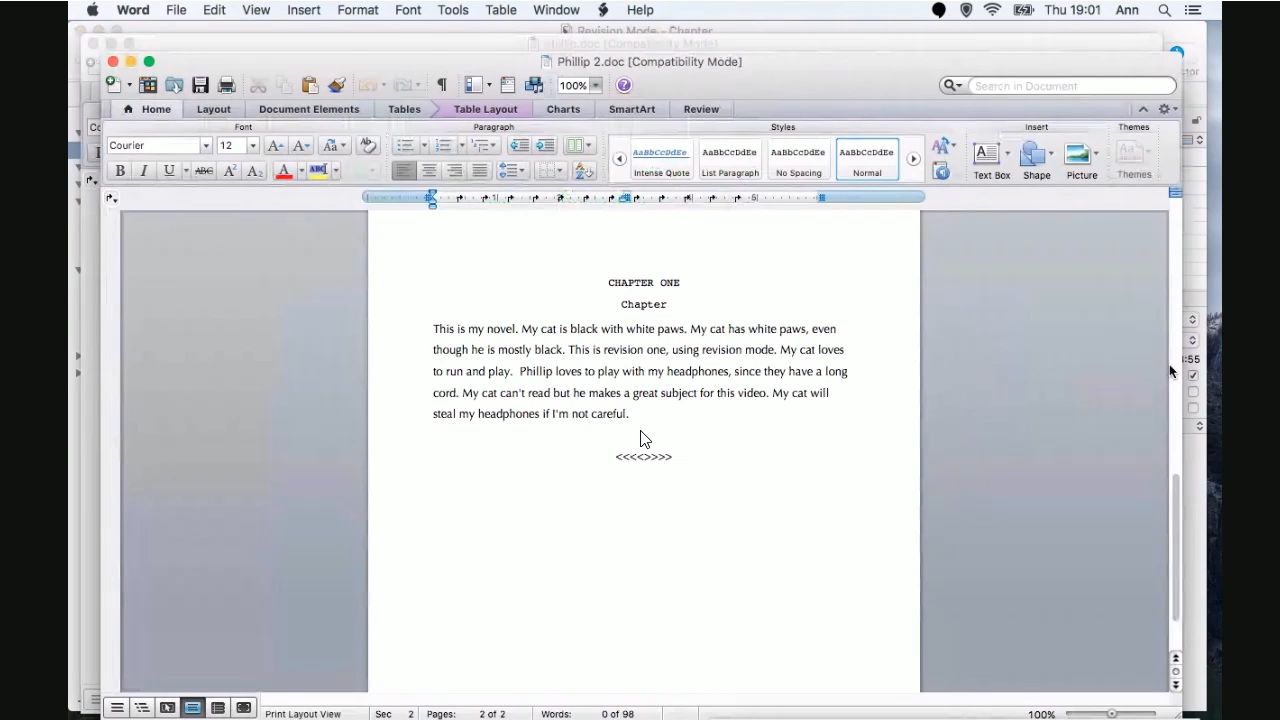 Word File Edit View Insert Format Font Tools Table Window Help Thu 19:01 Ann
Revision Mode - Chapter
Phillip.doc [Compatibility Mode]
Phillip 2.doc [Compatibility Mode]
100% Search in Document
Home Layout Document Elements Tables Table Layout Charts SmartArt Review
Font Paragraph Styles Insert Themes
Courier 12 AaBbCcDdEe AaBbCcDdEe AaBbCcDdEe AaBbCcDdEe
B I U ABC A2 A2 A ABC Intense Quote List Paragraph No Spacing Normal Text Box Shape Picture Themes
CHAPTER ONE
Chapter
This is my novel. My cat is black with white paws. My cat has white paws, even
though he is mostly black. This is revision one, using revision mode. My cat loves
to run and play. Phillip loves to play with my headphones, since they have a long
cord. My cat can't read but he makes a great subject for this video. My cat will
steal my headphones if I'm not careful.
<<<<>>>>
Print Layout View Sec 2 Pages: 2 of 2 Words: 0 of 98 100%